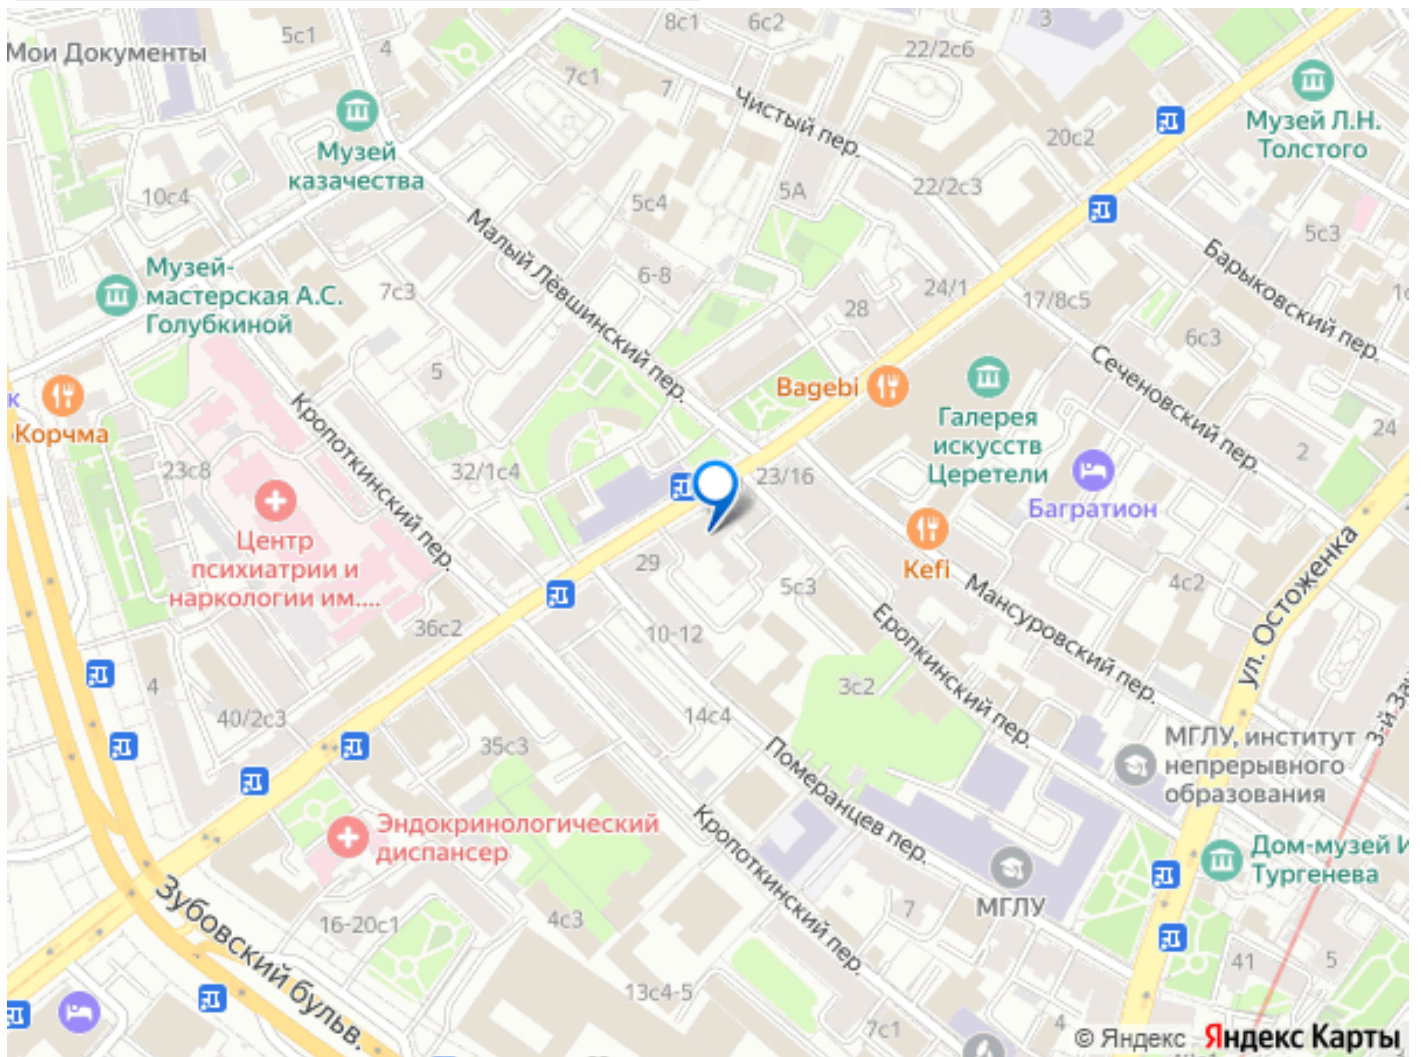 5с1
4
8с1
6с2
3
22/2с6
Мои Документы
7с1
7
Чистый пер.
20с2
Музей Л.Н.
Толстого
Музей
казачества
10с4
5с4
5А
22/2с3
5с3
Малый Лёвшинский пер.
Барыковский пер.
Музей-
мастерская А.С.
Голубкиной
7с3
6-8
28
24/1
17/8с5
6с3
Сеченовский пер.
5
Bagebi
Галерея
искусств
Церетели
к
Корчма
Кропоткинский пер.
23с8
32/1с4
23/16
2
24
Багратион
Центр
психиатрии и
наркологии им....
29
5с3
Kefi
Мансуровский пер.
4с2
ул. Остоженка
36с2
10-12
Еропкинский пер.
3с2
4
40/2с3
35с3
14с4
Померанцев пер.
МГЛУ, институт
непрерывного
образования
3-й За
Эндокринологический
диспансер
Кропоткинский пер.
МГЛУ
Дом-музей И
Тургенева
Зубовский бульв.
16-20с1
4с3
7
13с4-5
41
5
7с1
4
© Яндекс Яндекс Карты